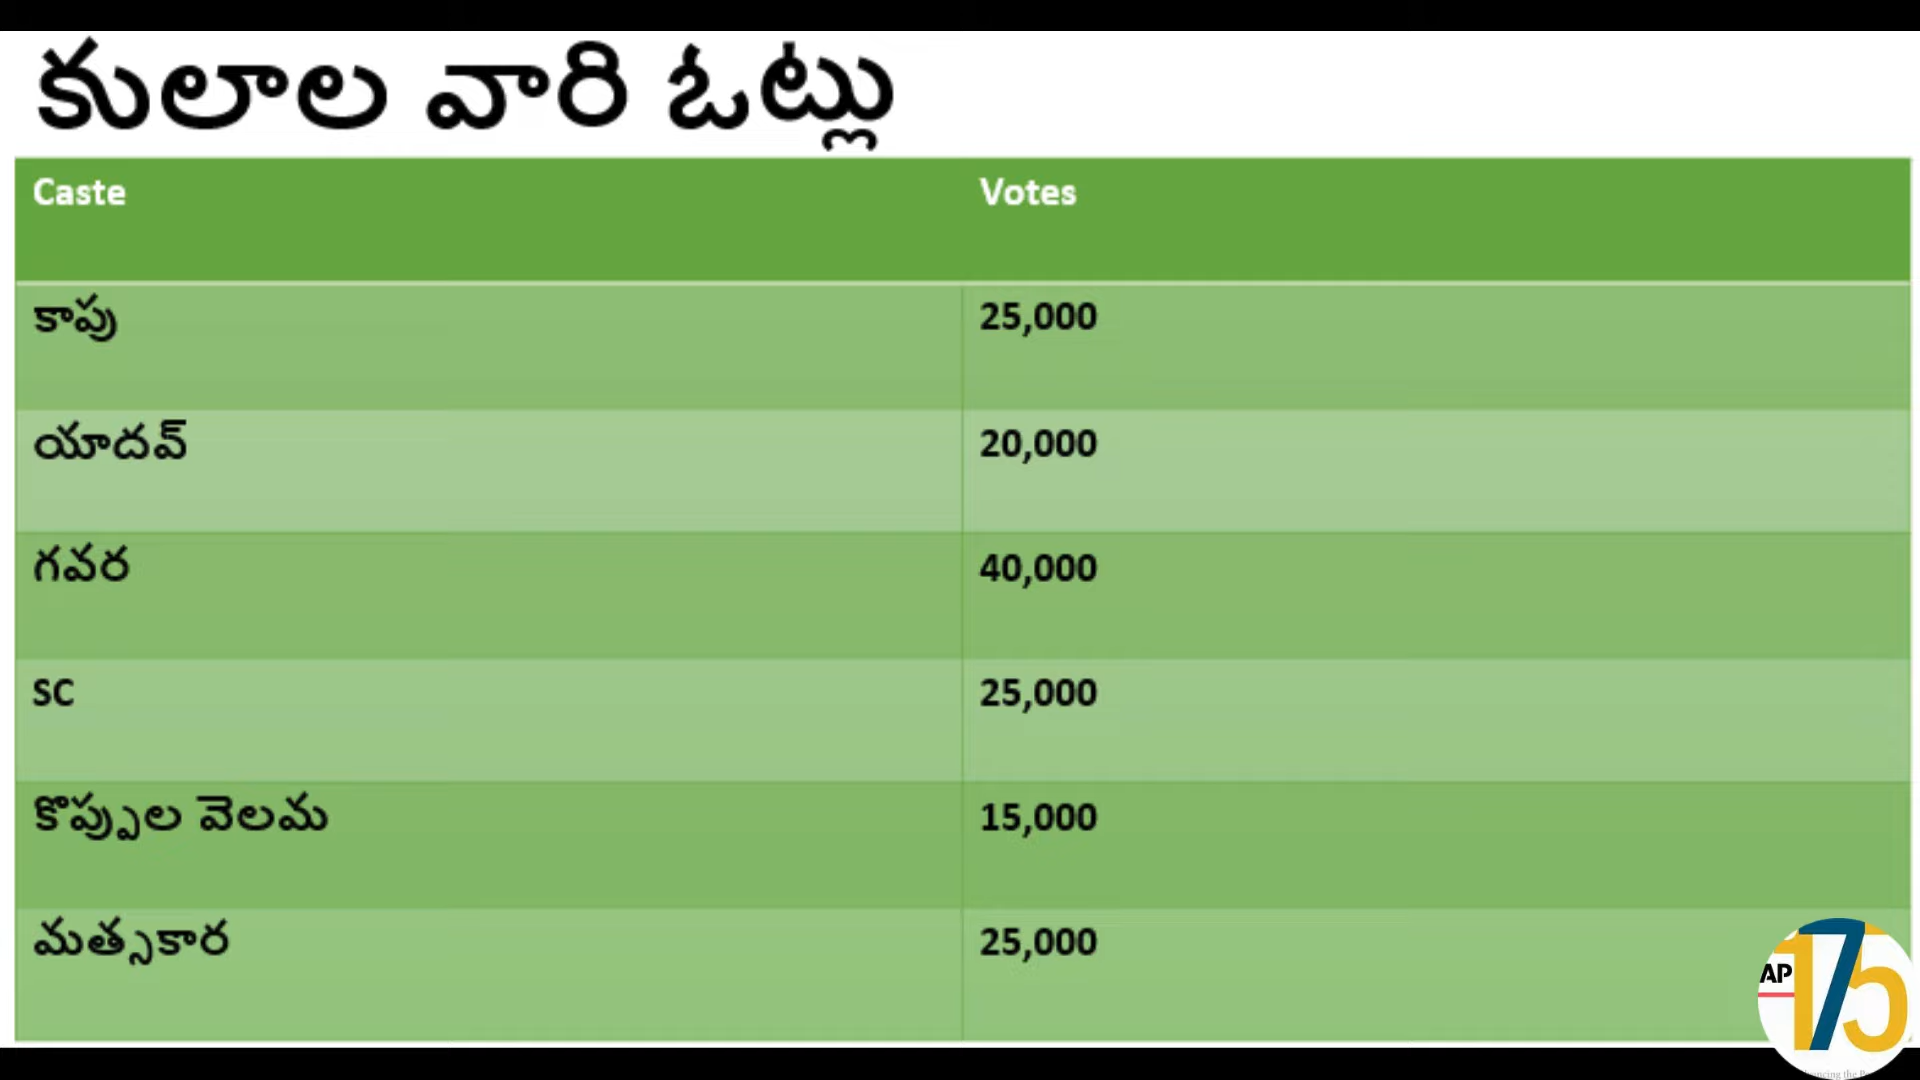 కులాల వారి ఓట్లు
Caste Votes
కాపు 25,000
యాదవ్ 20,000
గవర 40,000
SC 25,000
కొప్పుల వెలమ 15,000
మత్సకార 25,000
AP 175